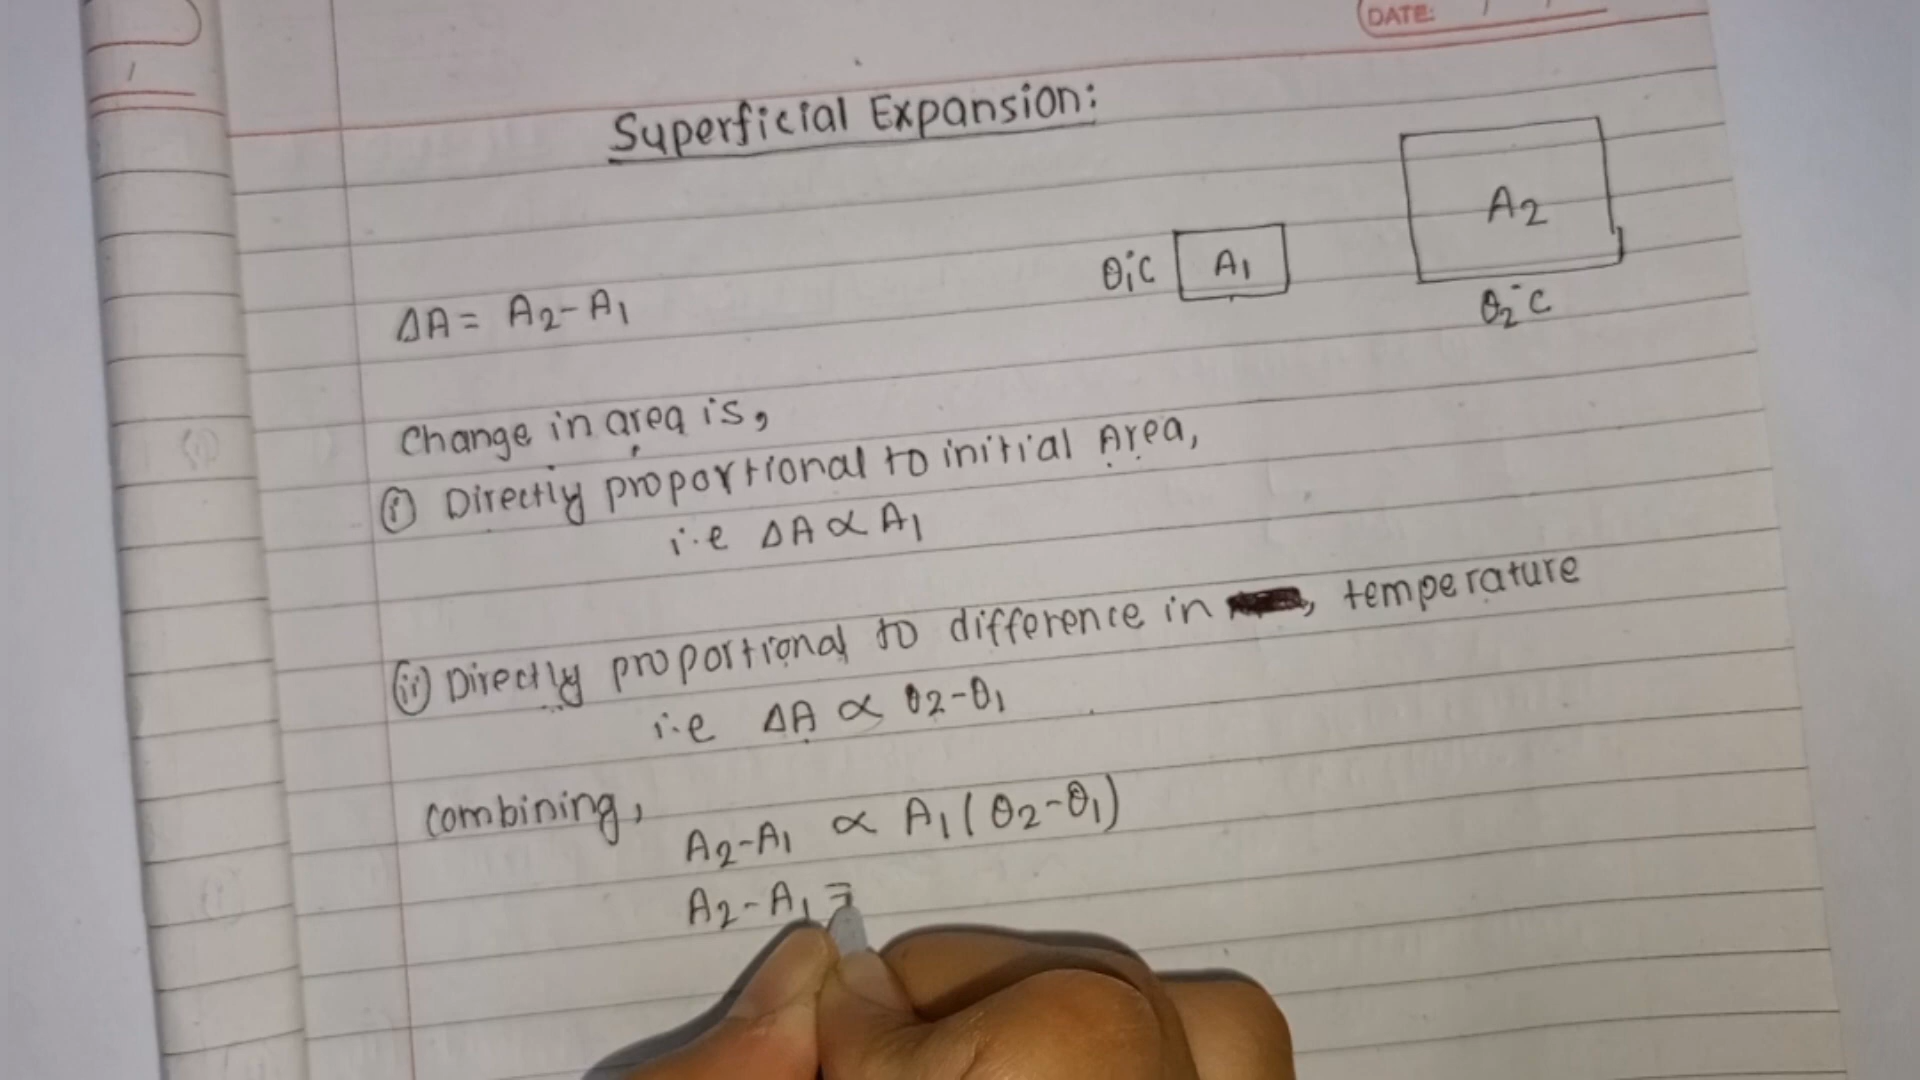 DATE:
Superficial Expansion:
A2
θ1°C A1
θ2°C
ΔA = A2-A1
Change in area is,
(i) Directly proportional to initial Area,
i.e ΔA ∝ A1
(ii) Directly proportional to difference in , temperature
i.e ΔA ∝ θ2-θ1
combining,
A2-A1 ∝ A1(θ2-θ1)
A2-A1 =